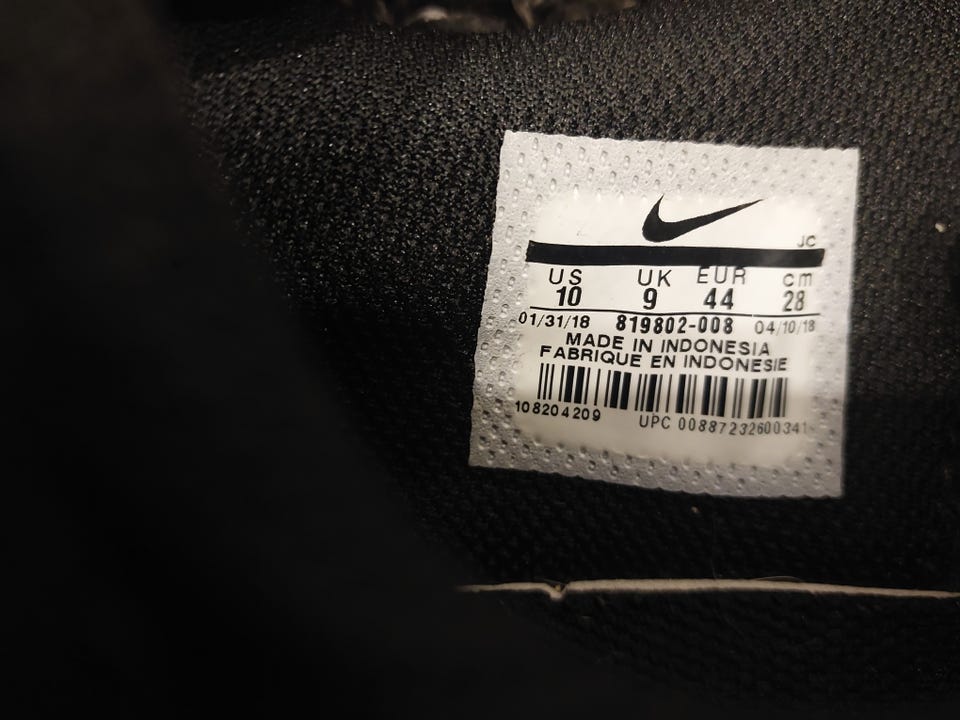 JC
US UK EUR cm
10 9 44 28
01/31/18 819802-008 04/10/18
MADE IN INDONESIA
FABRIQUE EN INDONESIE
108204209 UPC 00887232600341